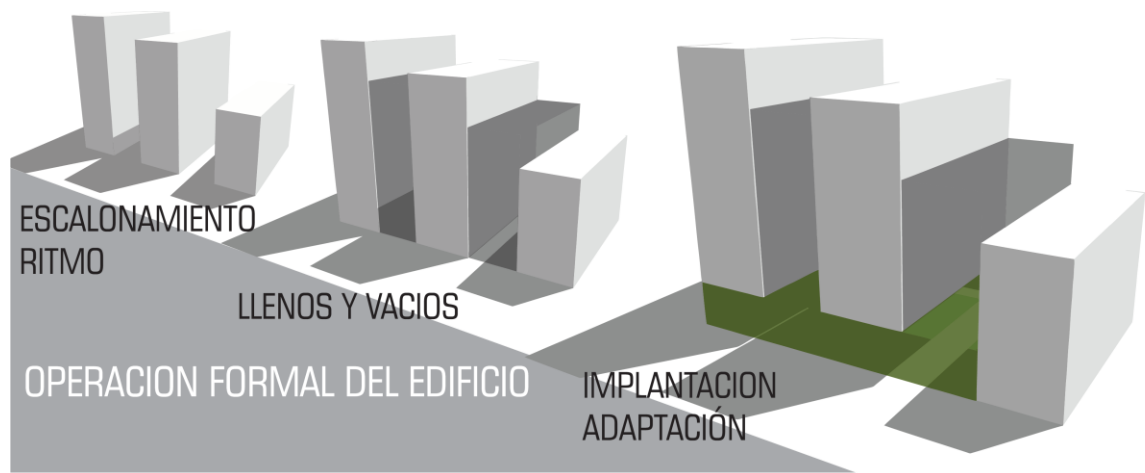 ESCALONAMIENTO
RITMO
LLENOS Y VACIOS
OPERACION FORMAL DEL EDIFICIO
IMPLANTACION
ADAPTACIÓN